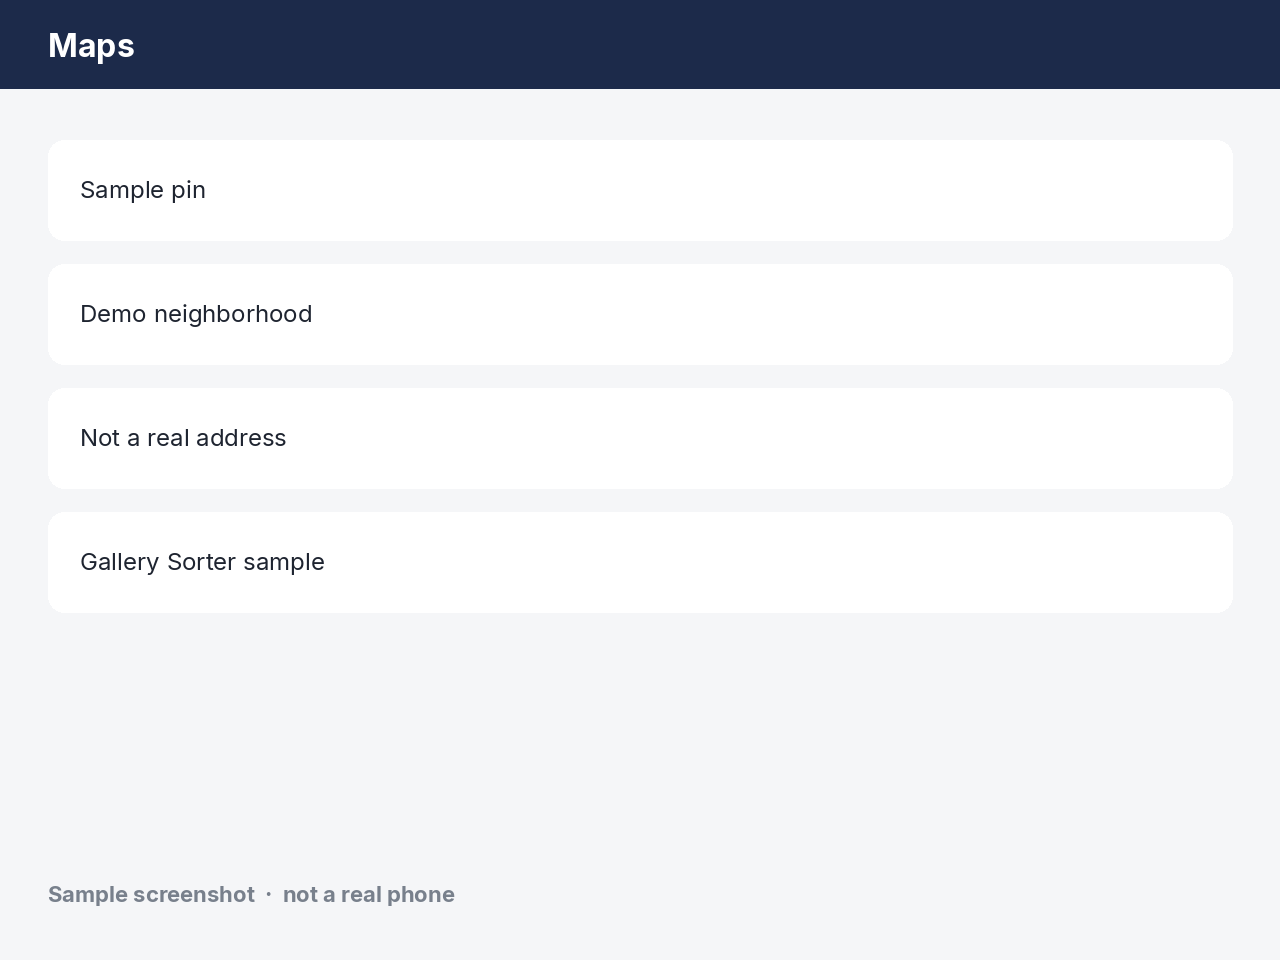 Maps
Sample pin
Demo neighborhood
Not a real address
Gallery Sorter sample
Sample screenshot · not a real phone